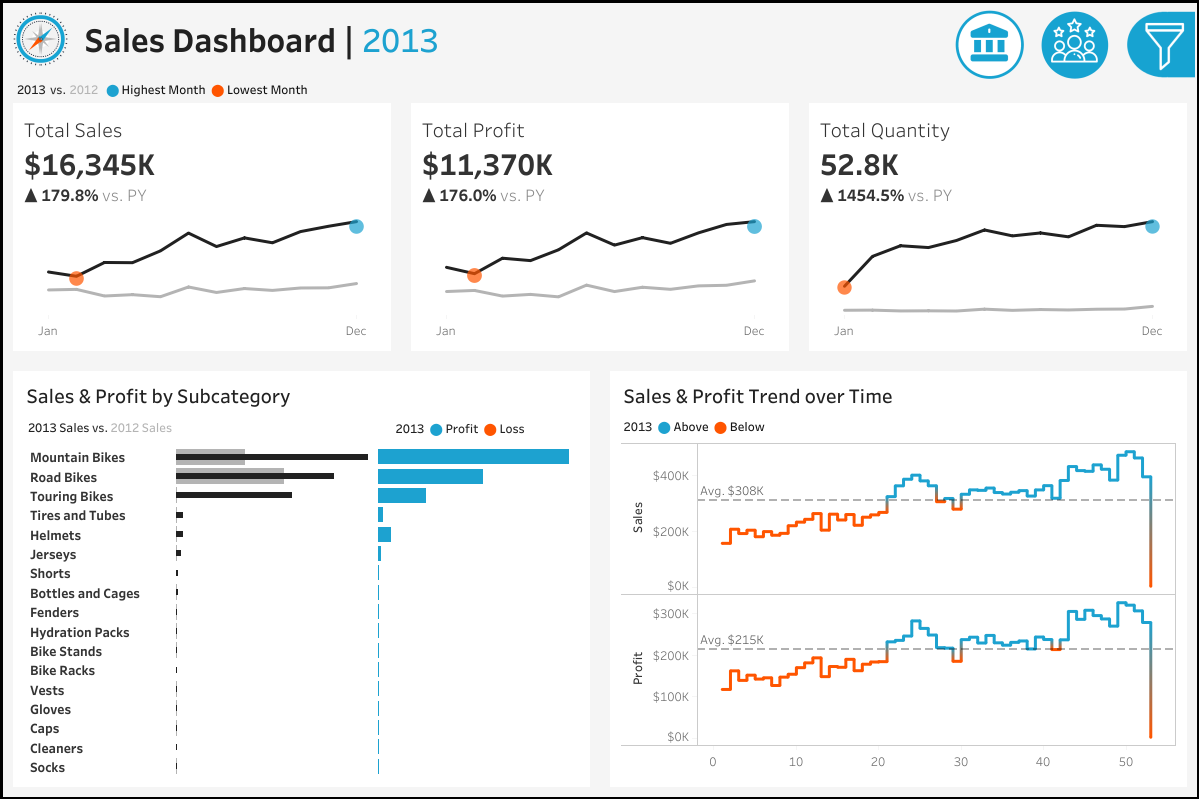 Sales Dashboard | 2013
2013 vs. 2012 Highest Month Lowest Month
Total Sales
$16,345K
▲ 179.8% vs. PY
Jan Dec
Total Profit
$11,370K
▲ 176.0% vs. PY
Jan Dec
Total Quantity
52.8K
▲ 1454.5% vs. PY
Jan Dec
Sales & Profit by Subcategory
2013 Sales vs. 2012 Sales
2013 Profit Loss
Mountain Bikes
Road Bikes
Touring Bikes
Tires and Tubes
Helmets
Jerseys
Shorts
Bottles and Cages
Fenders
Hydration Packs
Bike Stands
Bike Racks
Vests
Gloves
Caps
Cleaners
Socks
Sales & Profit Trend over Time
2013 Above Below
Sales
$400K
Avg. $308K
$200K
$0K
Profit
$300K
Avg. $215K
$200K
$100K
$0K
0 10 20 30 40 50